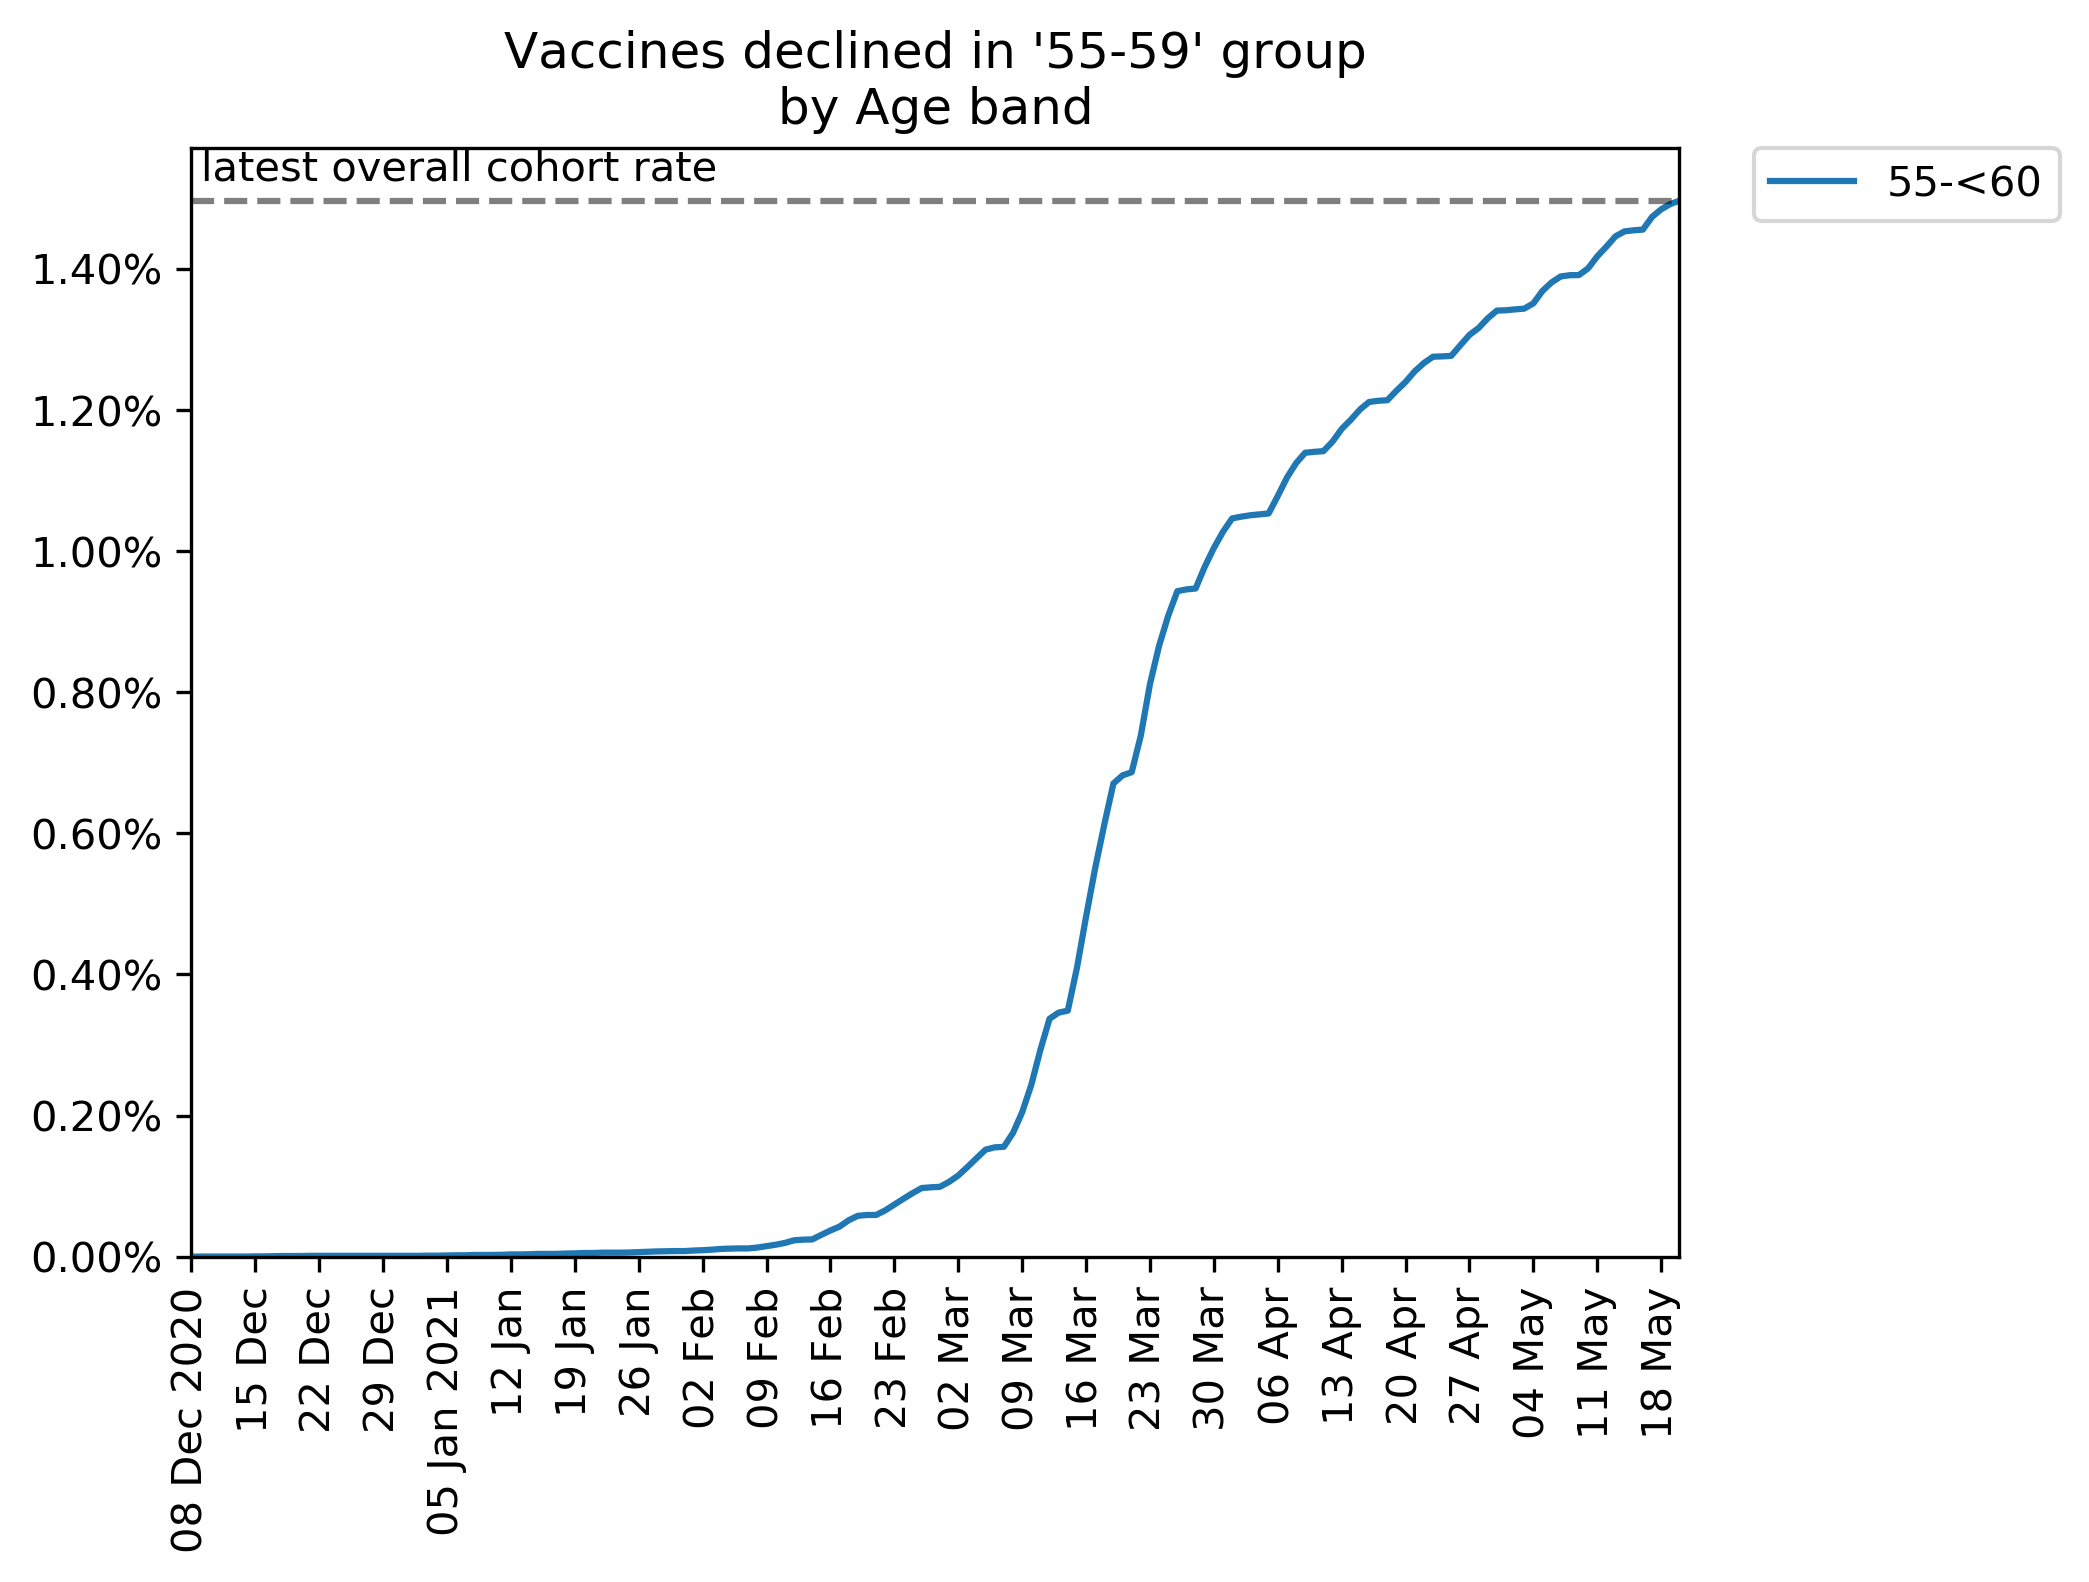 Vaccines declined in '55-59' group
by Age band
latest overall cohort rate
55-<60
1.40%
1.20%
1.00%
0.80%
0.60%
0.40%
0.20%
0.00%
08 Dec 2020
15 Dec
22 Dec
29 Dec
05 Jan 2021
12 Jan
19 Jan
26 Jan
02 Feb
09 Feb
16 Feb
23 Feb
02 Mar
09 Mar
16 Mar
23 Mar
30 Mar
06 Apr
13 Apr
20 Apr
27 Apr
04 May
11 May
18 May